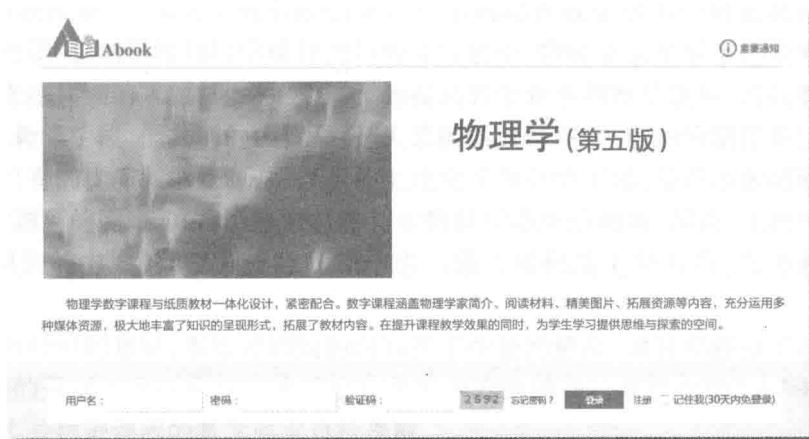 Abook
重要通知
物理学(第五版)
物理学数字课程与纸质教材一体化设计，紧密配合。数字课程涵盖物理学家简介、阅读材料、精美图片、拓展资源等内容，充分运用多
种媒体资源，极大地丰富了知识的呈现形式，拓展了教材内容。在提升课程教学效果的同时，为学生学习提供思维与探索的空间。
用户名： 密码： 验证码： 2592 忘记密码？ 登录 注册 记住我(30天内免登录)